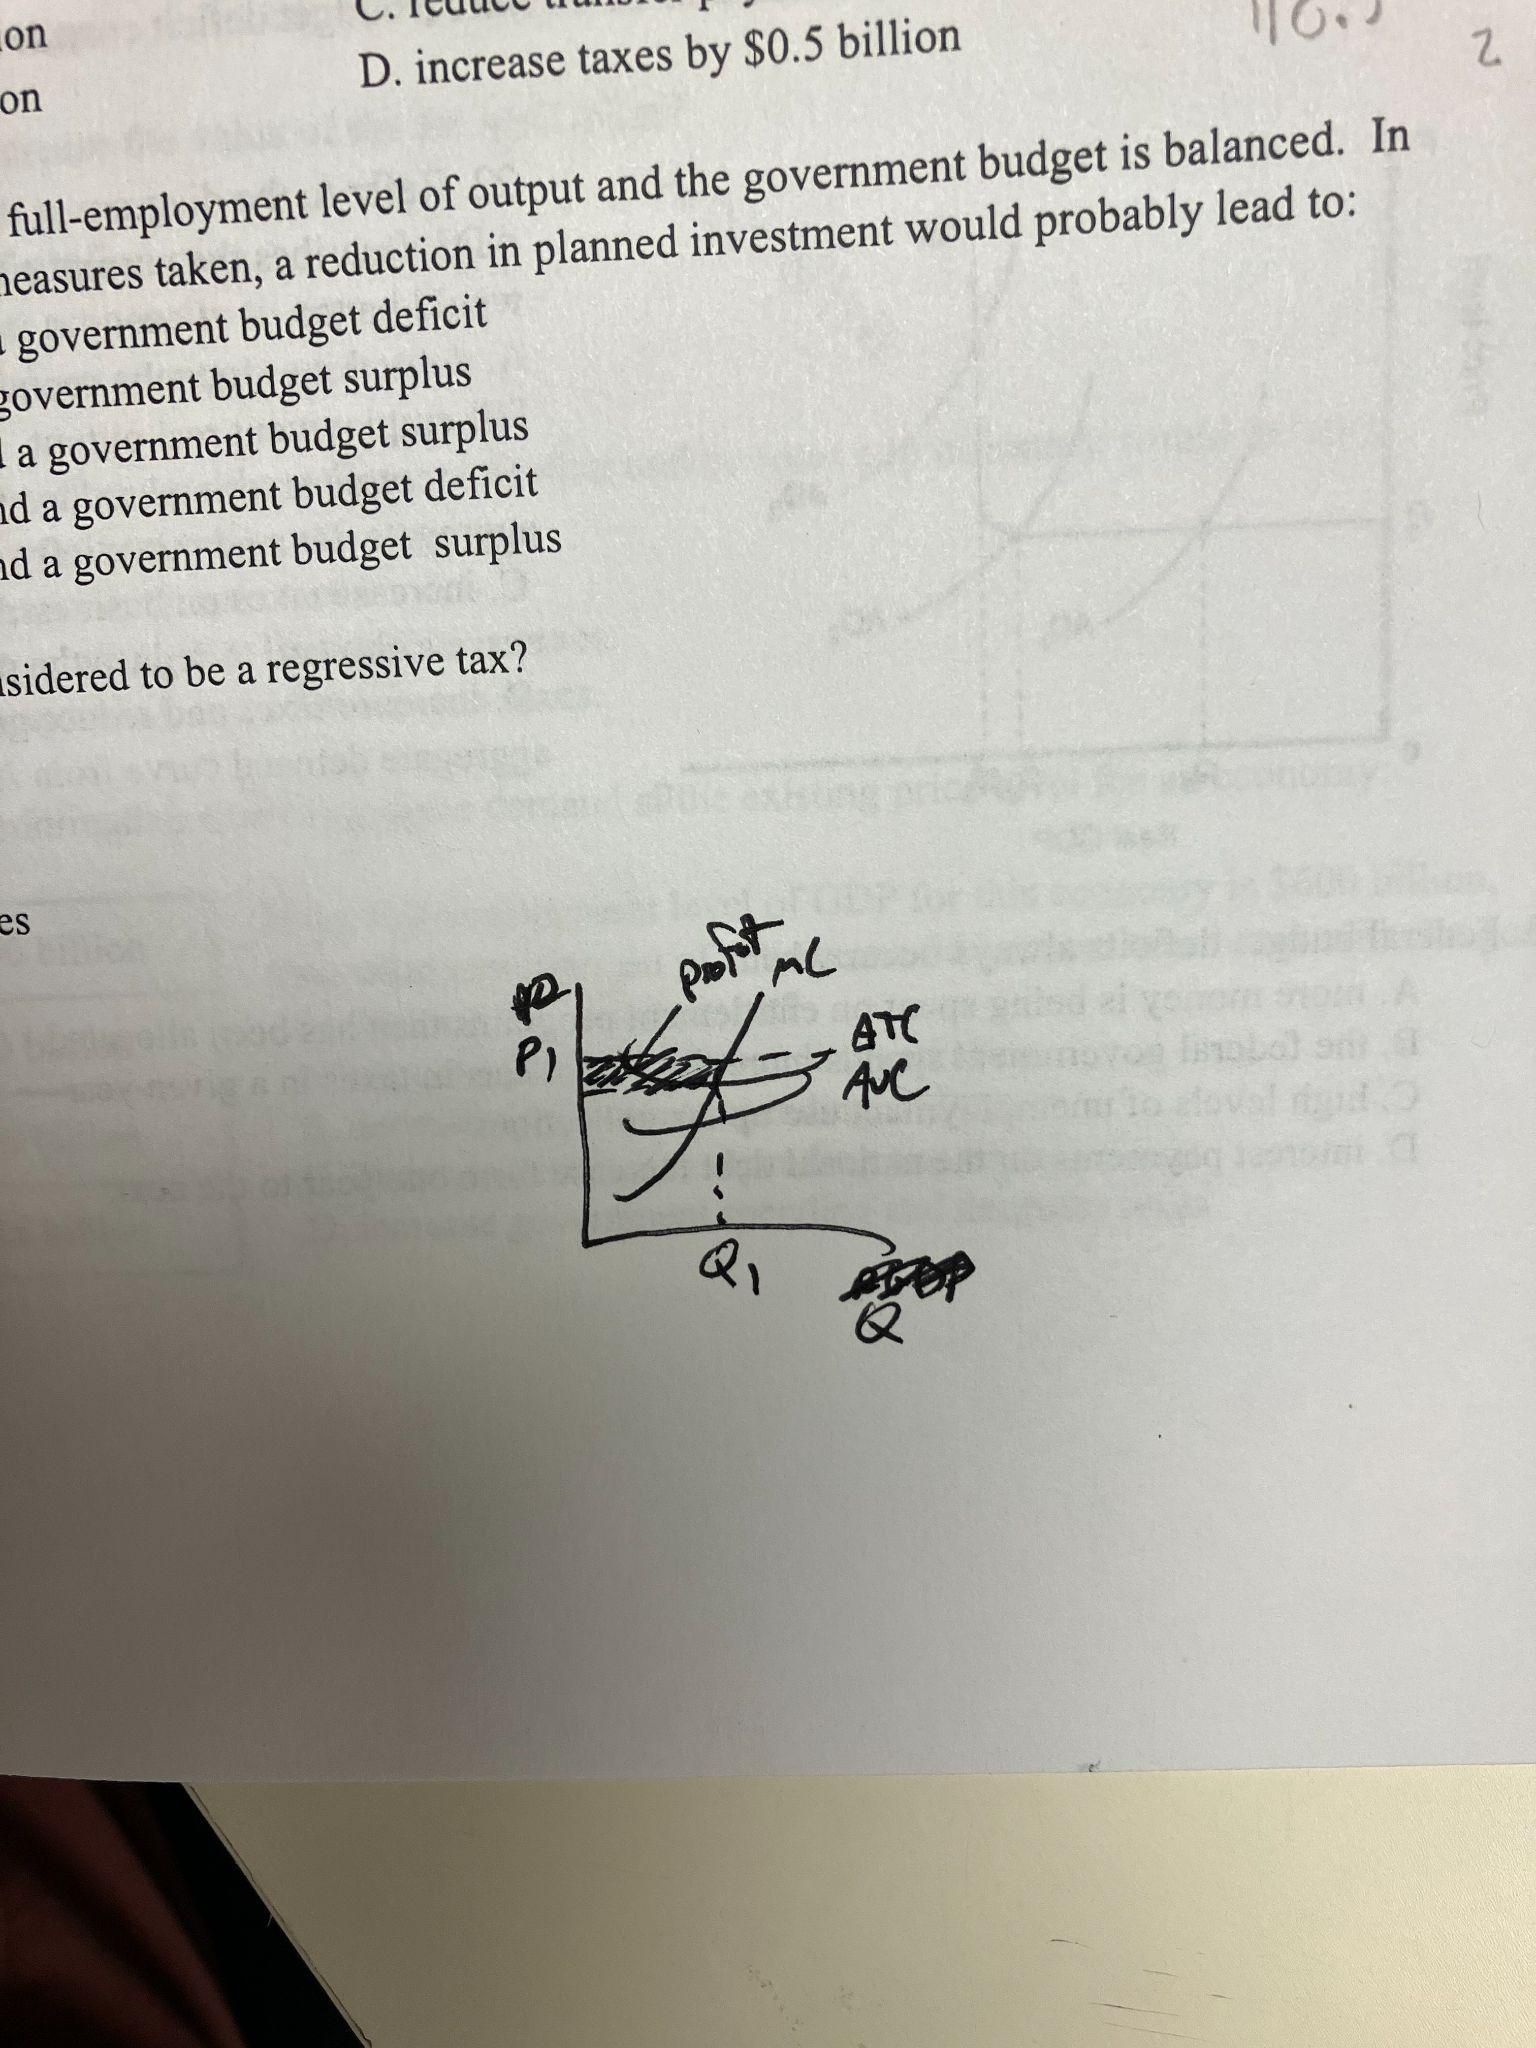 on
D. increase taxes by $0.5 billion
on
2
full-employment level of output and the government budget is balanced. In
measures taken, a reduction in planned investment would probably lead to:
government budget deficit
government budget surplus
a government budget surplus
nd a government budget deficit
nd a government budget surplus
sidered to be a regressive tax?
es
profit
MC
P1
ATC
AVC
Q1
Q